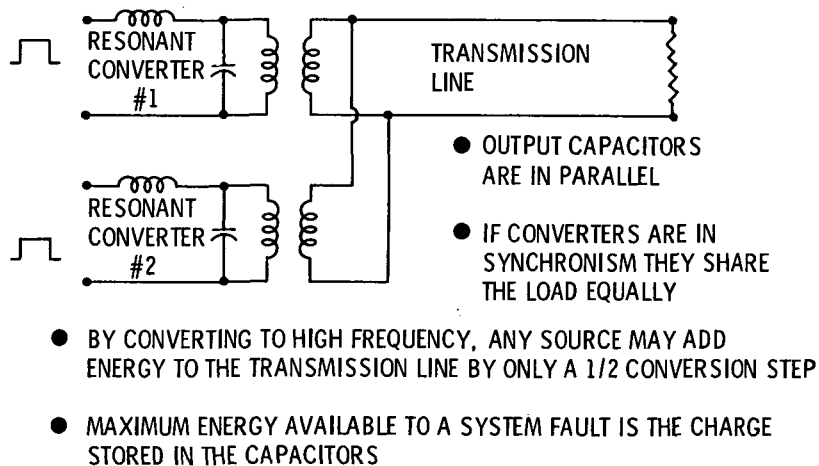 RESONANT
CONVERTER
#1
TRANSMISSION
LINE
● OUTPUT CAPACITORS
ARE IN PARALLEL
RESONANT
CONVERTER
#2
● IF CONVERTERS ARE IN
SYNCHRONISM THEY SHARE
THE LOAD EQUALLY
● BY CONVERTING TO HIGH FREQUENCY, ANY SOURCE MAY ADD
ENERGY TO THE TRANSMISSION LINE BY ONLY A 1/2 CONVERSION STEP
● MAXIMUM ENERGY AVAILABLE TO A SYSTEM FAULT IS THE CHARGE
STORED IN THE CAPACITORS